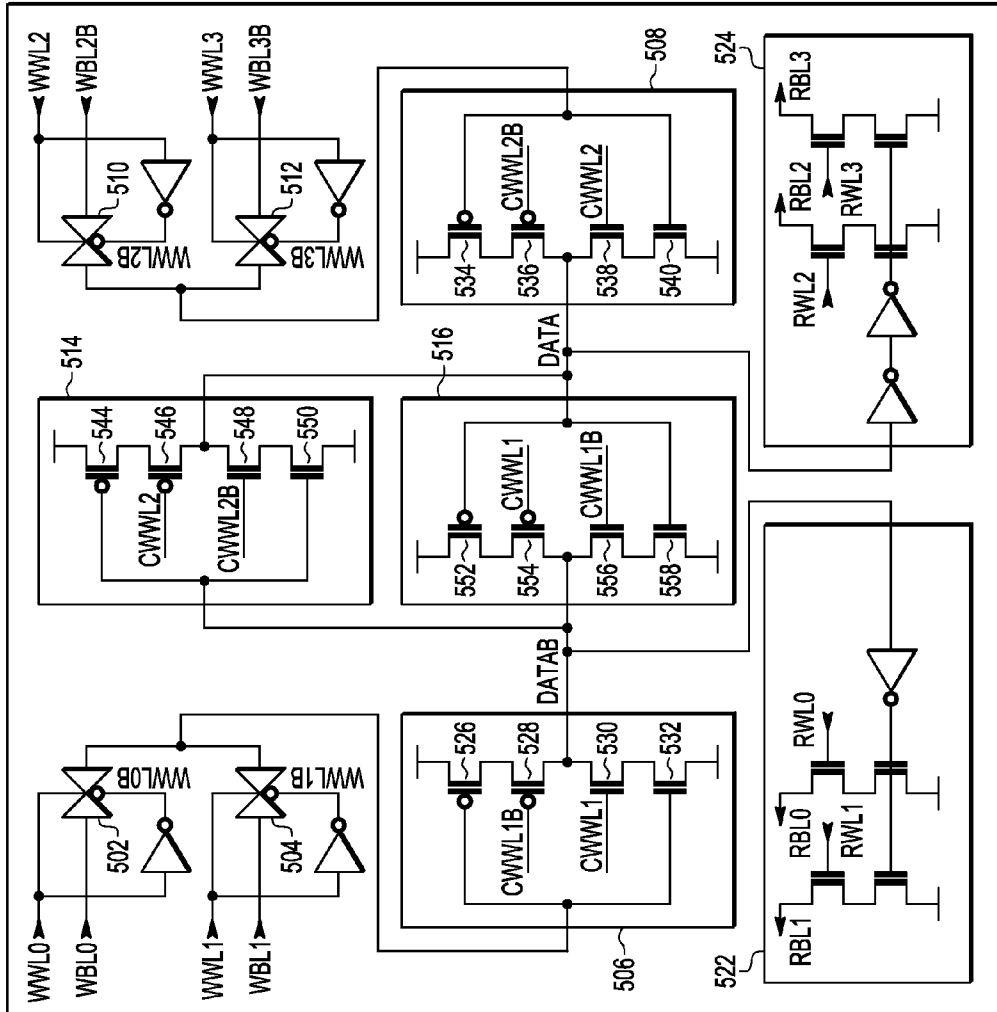 WWL0
WBL0
WWL1
WBL1
502
WWL0B
504
WWL1B
514
544
546
548
550
CWWL2
CWWL2B
WWL2
WBL2B
WWL3
WBL3B
510
WWL2B
512
WWL3B
506
526
528
530
532
CWWL1B
CWWL1
DATAB
516
552
554
556
558
CWWL1
CWWL1B
DATA
508
534
536
538
540
CWWL2B
CWWL2
522
RBL1
RBL0
RWL1
RWL0
524
RWL2
RBL2
RWL3
RBL3